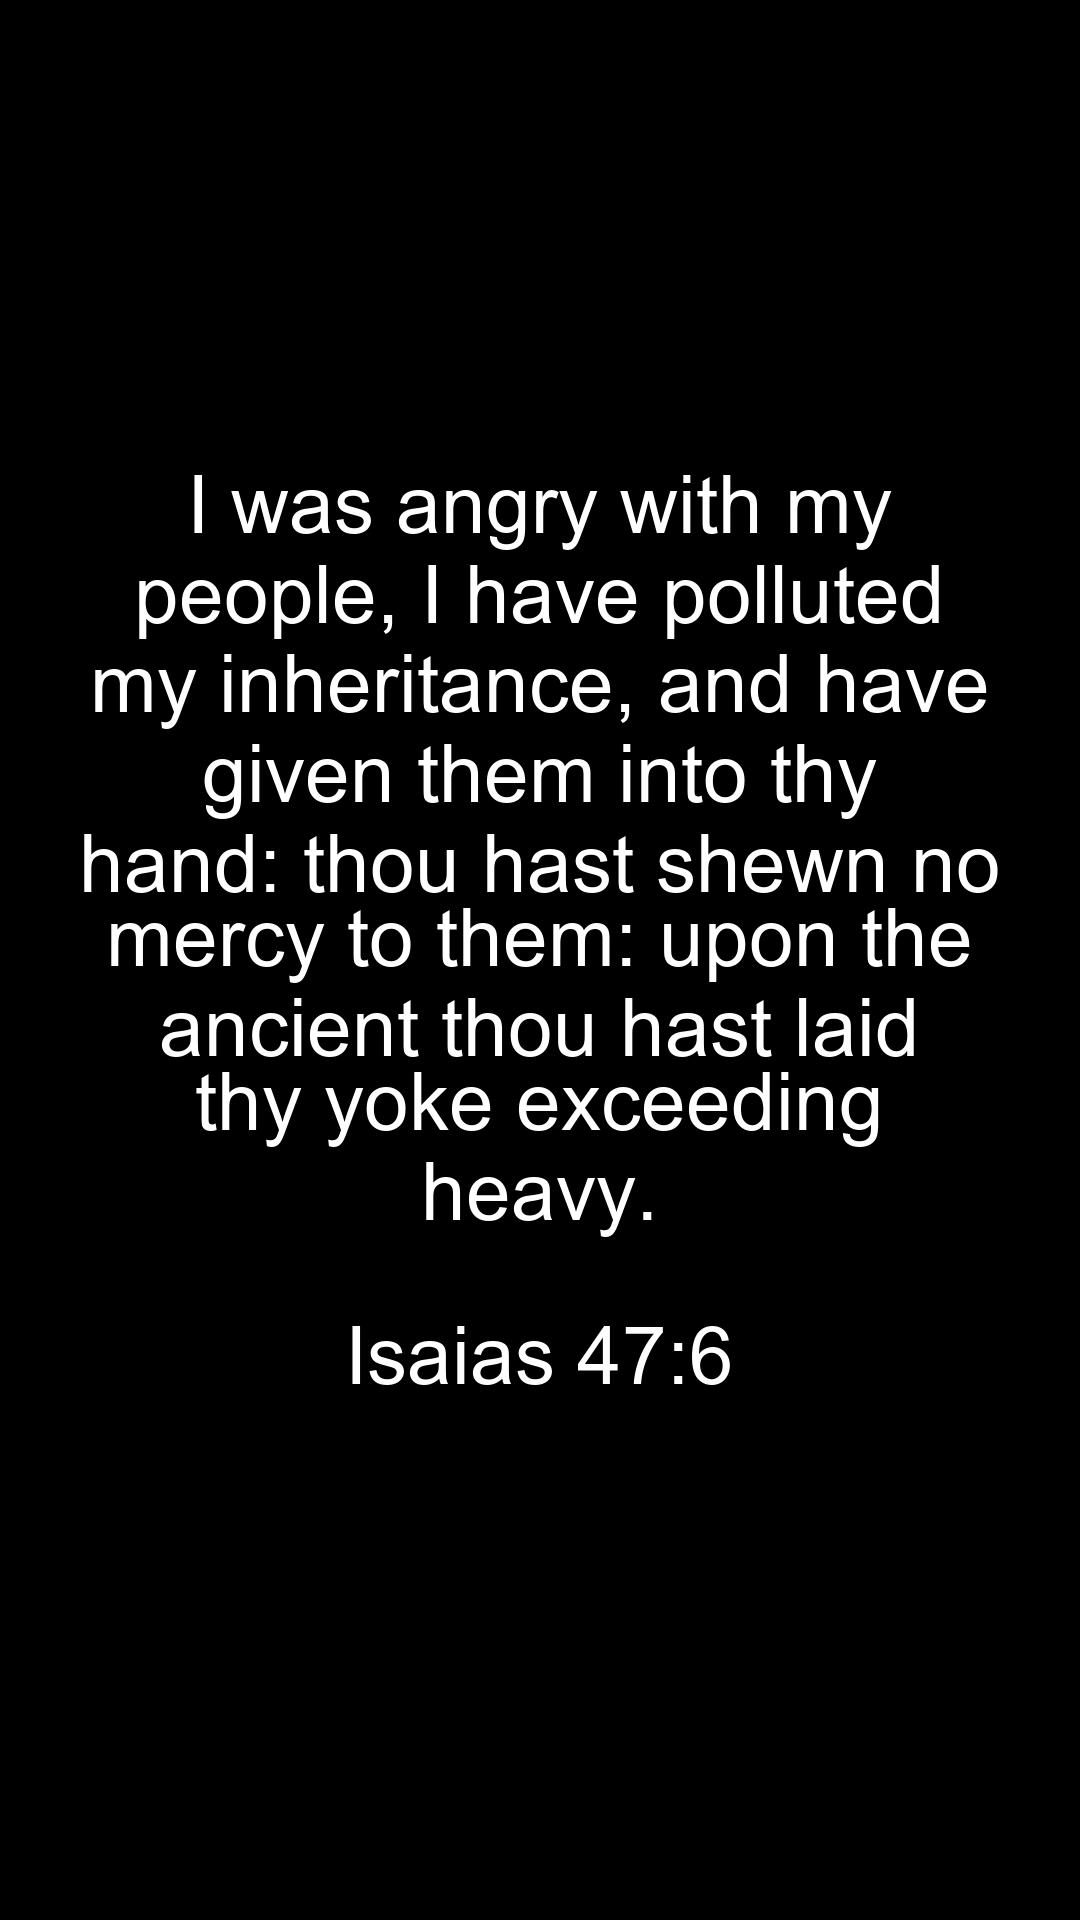 I was angry with my
people, I have polluted
my inheritance, and have
given them into thy
hand: thou hast shewn no
mercy to them: upon the
ancient thou hast laid
thy yoke exceeding
heavy.
Isaias 47:6